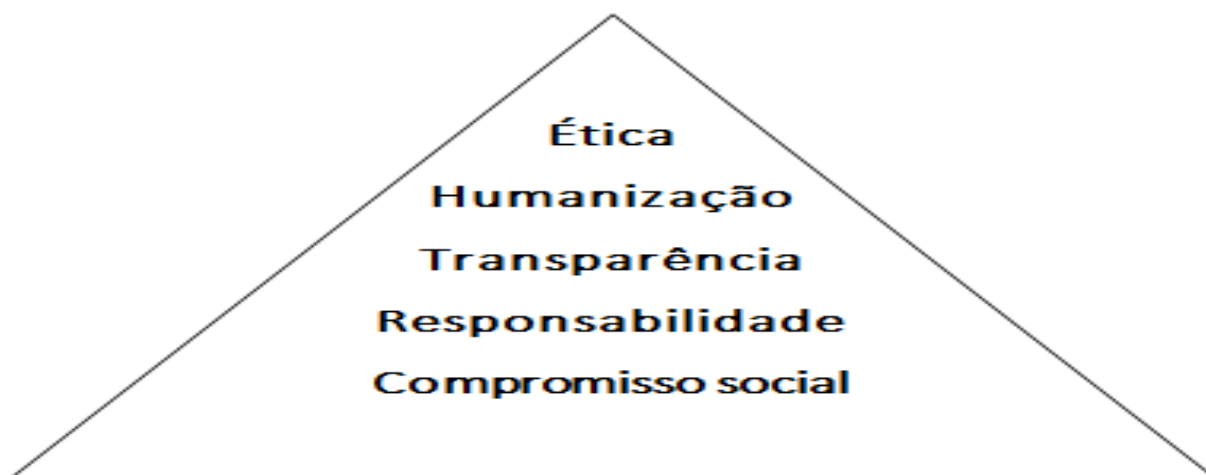 Ética
Humanização
Transparência
Responsabilidade
Compromisso social